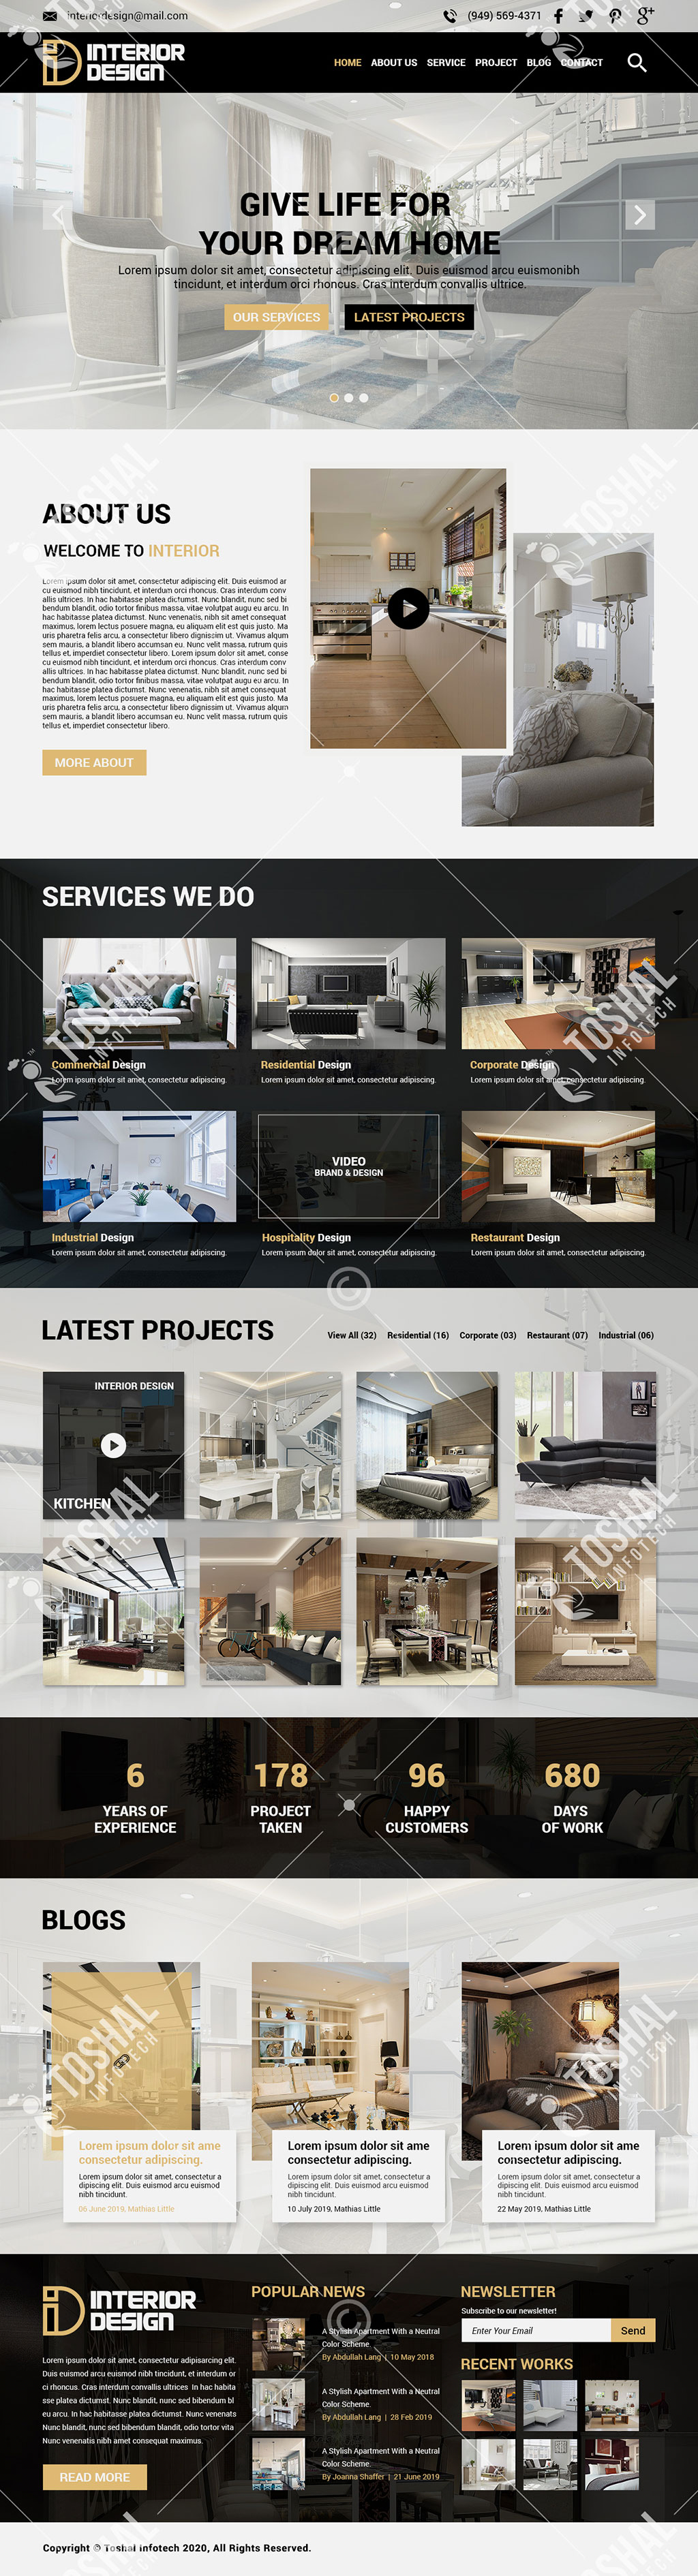 interiordesign@mail.com
(949) 569-4371
INTERIOR
DESIGN
HOME ABOUT US SERVICE PROJECT BLOG CONTACT
GIVE LIFE FOR
YOUR DREAM HOME
Lorem ipsum dolor sit amet, consectetur adipiscing elit. Duis euismod arcu euismonibh
tincidunt, et interdum orci rhoncus. Cras interdum convallis ultrice.
OUR SERVICES
LATEST PROJECTS
ABOUT US
WELCOME TO INTERIOR
Lorem ipsum dolor sit amet, consectetur adipiscing elit. Duis euismod ar
cu euismod nibh tincidunt, et interdum orci rhoncus. Cras interdum conv
allis ultrices. In hac habitasse platea dictumst. Nunc blandit, nunc sed bi
bendum blandit, odio tortor finibus massa, non volutpat augu eu arcu. In
hac habitasse platea dictumst. Nunc venenatis, nibh sit amet consequat
maximus, lorem lectus posuere magna, eu aliquam elit est quis justo. Ma
uris pharetra felis arcu, a consectetur libero dignissim ut. Vivamus alqum
sem mauris, a blandit libero accumsan eu. Nunc velit massa, rutrum quis
tellus et, imperdiet consectetur libero. Lorem ipsum dolor sit amet, conse
cu euismod nibh tincidunt, et interdum orci rhoncus. Cras interdum conv
allis ultrices. In hac habitasse platea dictumst. Nunc blandit, nunc sed bi
bendum blandit, odio tortor finibus massa, non volutpat augu eu arcu. In
hac habitasse platea dictumst. Nunc venenatis, nibh sit amet consequat
maximus, lorem lectus posuere magna, eu aliquam elit est quis justo. Ma
uris pharetra felis arcu, a consectetur libero dignissim ut. Vivamus alqum
sem mauris, a blandit libero accumsan eu. Nunc velit massa, rutrum quis
tellus et, imperdiet consectetur libero.
MORE ABOUT
SERVICES WE DO
Commercial Design
Lorem ipsum dolor sit amet, consectetur adipiscing.
Residential Design
Lorem ipsum dolor sit amet, consectetur adipiscing.
Corporate Design
Lorem ipsum dolor sit amet, consectetur adipiscing.
VIDEO
BRAND & DESIGN
Industrial Design
Lorem ipsum dolor sit amet, consectetur adipiscing.
Hospitality Design
Lorem ipsum dolor sit amet, consectetur adipiscing.
Restaurant Design
Lorem ipsum dolor sit amet, consectetur adipiscing.
LATEST PROJECTS
View All (32) Residential (16) Corporate (03) Restaurant (07) Industrial (06)
INTERIOR DESIGN
KITCHEN
6
YEARS OF
EXPERIENCE
178
PROJECT
TAKEN
96
HAPPY
CUSTOMERS
680
DAYS
OF WORK
BLOGS
Lorem ipsum dolor sit ame
consectetur adipiscing.
Lorem ipsum dolor sit amet, consectetur a
dipiscing elit. Duis euismod arcu euismod
nibh tincidunt.
06 June 2019, Mathias Little
Lorem ipsum dolor sit ame
consectetur adipiscing.
Lorem ipsum dolor sit amet, consectetur a
dipiscing elit. Duis euismod arcu euismod
nibh tincidunt.
10 July 2019, Mathias Little
Lorem ipsum dolor sit ame
consectetur adipiscing.
Lorem ipsum dolor sit amet, consectetur a
dipiscing elit. Duis euismod arcu euismod
nibh tincidunt.
22 May 2019, Mathias Little
INTERIOR
DESIGN
Lorem ipsum dolor sit amet, consectetur adipisarcing elit.
Duis euismod arcu euismod nibh tincidunt, et interdum or
ci rhoncus. Cras interdum convallis ultrices In hac habita
sse platea dictumst. Nunc blandit, nunc sed bibendum bl
eu arcu. In hac habitasse platea dictumst. Nunc venenats
Nunc blandit, nunc sed bibendum blandit, odio tortor vita
Nunc venenatis nibh amet consequat maximus.
READ MORE
POPULAR NEWS
A Stylish Apartment With a Neutral
Color Scheme.
By Abdullah Lang | 10 May 2018
A Stylish Apartment With a Neutral
Color Scheme.
By Abdullah Lang | 28 Feb 2019
A Stylish Apartment With a Neutral
Color Scheme.
By Joanna Shaffer | 21 June 2019
NEWSLETTER
Subscribe to our newsletter!
Enter Your Email
Send
RECENT WORKS
Copyright © Toshal Infotech 2020, All Rights Reserved.
TOSHAL
INFOTECH
TOSHAL
INFOTECH
TOSHAL
INFOTECH
TOSHAL
INFOTECH
TOSHAL
INFOTECH
TOSHAL
INFOTECH
TOSHAL
INFOTECH
TOSHAL
INFOTECH